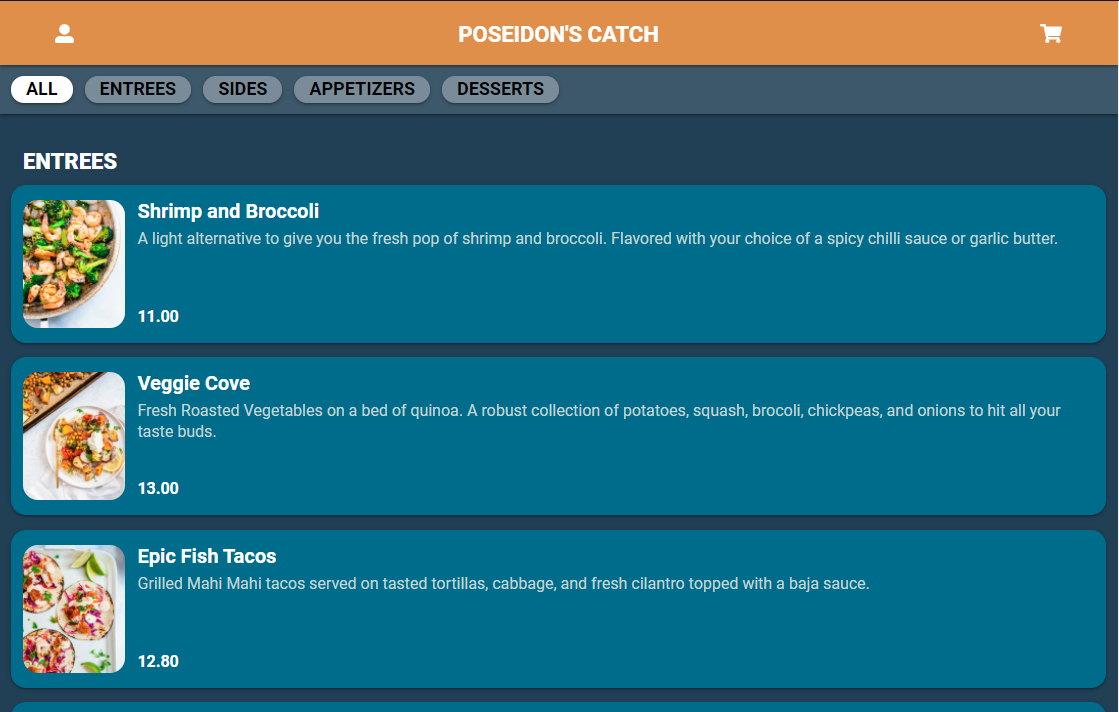 POSEIDON'S CATCH
ALL ENTREES SIDES APPETIZERS DESSERTS
ENTREES
Shrimp and Broccoli
A light alternative to give you the fresh pop of shrimp and broccoli. Flavored with your choice of a spicy chilli sauce or garlic butter.
11.00
Veggie Cove
Fresh Roasted Vegetables on a bed of quinoa. A robust collection of potatoes, squash, brocoli, chickpeas, and onions to hit all your
taste buds.
13.00
Epic Fish Tacos
Grilled Mahi Mahi tacos served on tasted tortillas, cabbage, and fresh cilantro topped with a baja sauce.
12.80